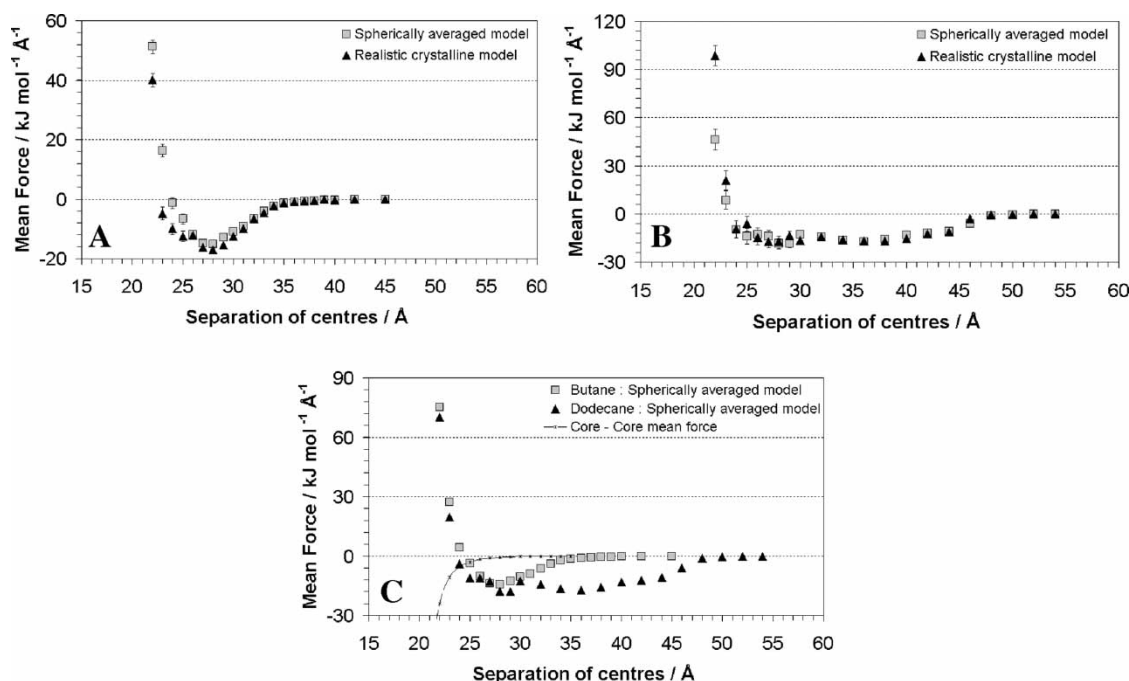 60
40
20
0
-20
Mean Force / kJ mol⁻¹ Å⁻¹
Spherically averaged model
Realistic crystalline model
A
15 20 25 30 35 40 45 50 55 60
Separation of centres / Å
120
90
60
30
0
-30
Mean Force / kJ mol⁻¹ Å⁻¹
Spherically averaged model
Realistic crystalline model
B
15 20 25 30 35 40 45 50 55 60
Separation of centres / Å
90
60
30
0
-30
Mean Force / kJ mol⁻¹ Å⁻¹
Butane : Spherically averaged model
Dodecane : Spherically averaged model
Core - Core mean force
C
15 20 25 30 35 40 45 50 55 60
Separation of centres / Å